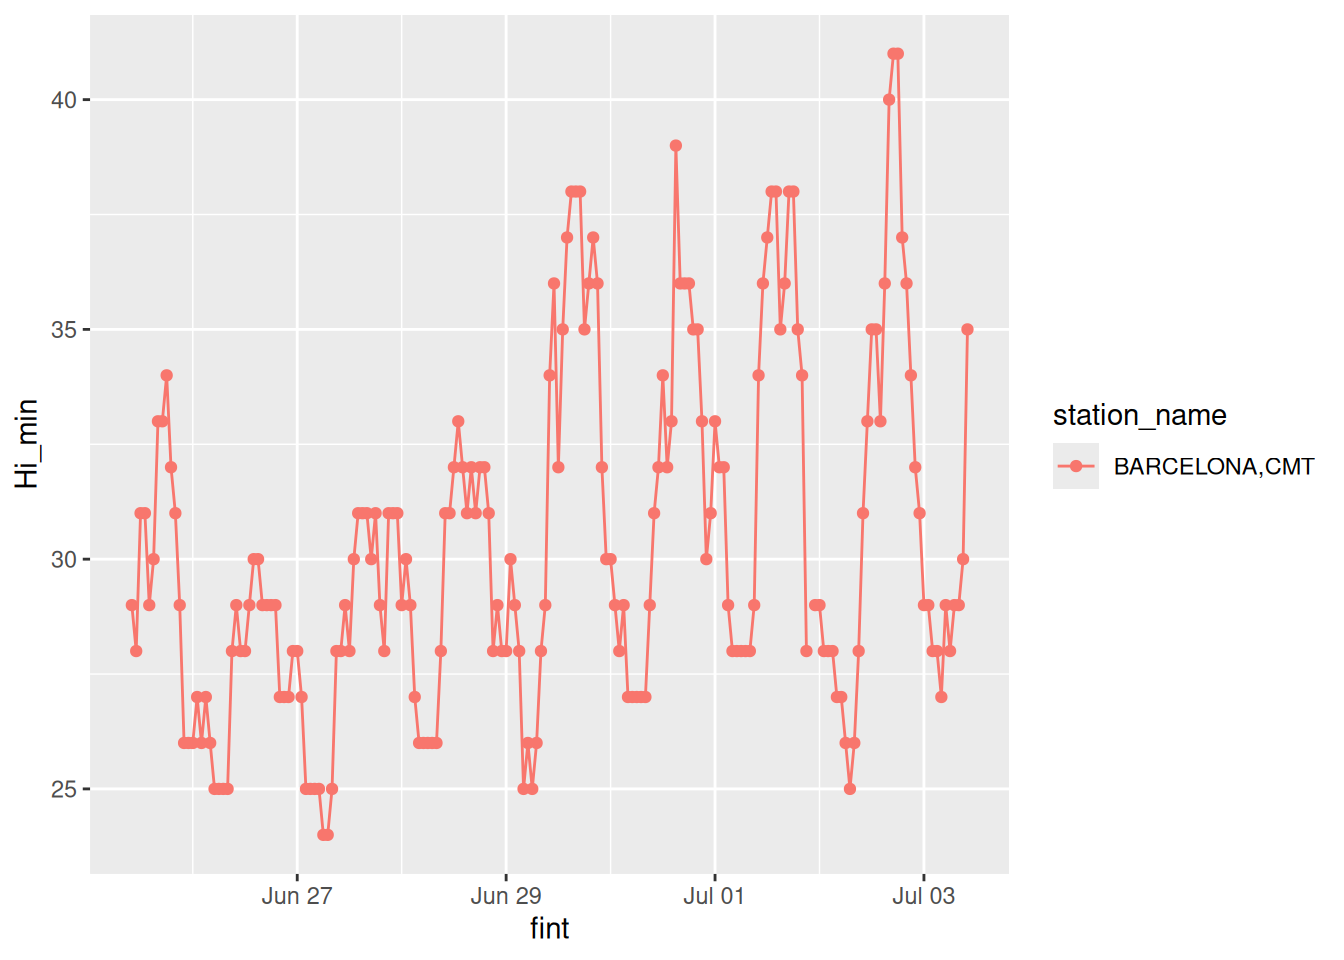 Hi_min
40
35
30
25
Jun 27
Jun 29
Jul 01
Jul 03
fint
station_name
BARCELONA,CMT